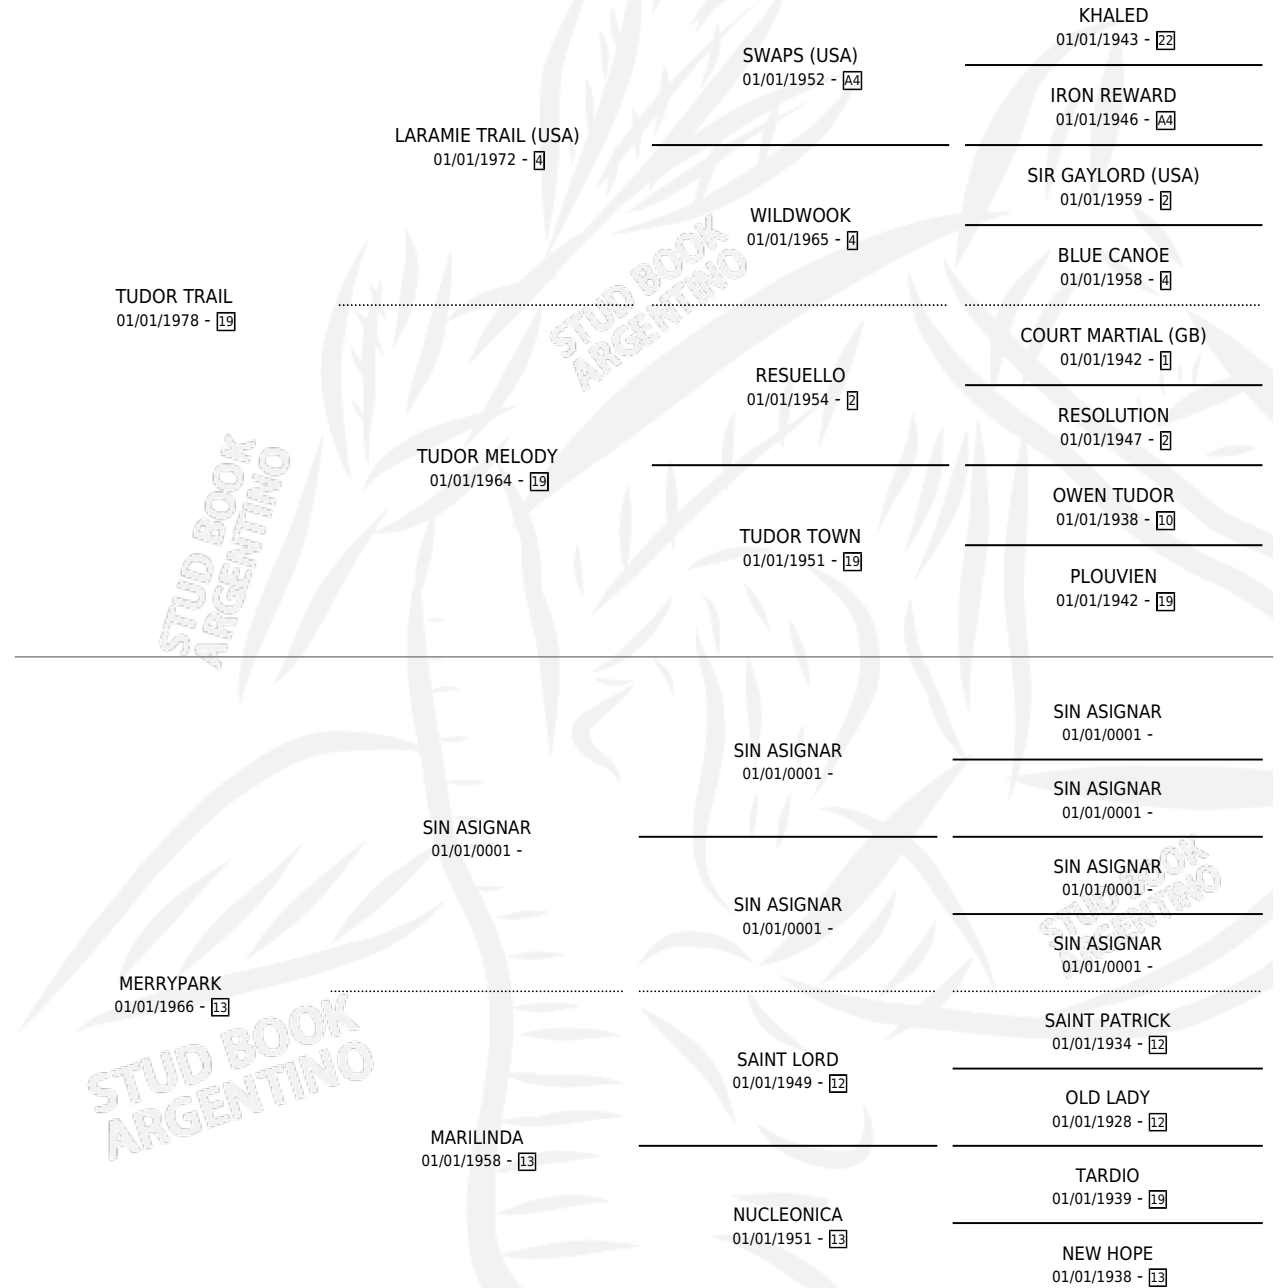 KHALED
01/01/1943 - 22
SWAPS (USA)
01/01/1952 - A4
IRON REWARD
01/01/1946 - A4
LARAMIE TRAIL (USA)
01/01/1972 - 4
SIR GAYLORD (USA)
01/01/1959 - 2
WILDWOOK
01/01/1965 - 4
BLUE CANOE
01/01/1958 - 4
TUDOR TRAIL
01/01/1978 - 19
STUD BOOK
ARGENTINO
COURT MARTIAL (GB)
01/01/1942 - 1
RESUELLO
01/01/1954 - 2
RESOLUTION
01/01/1947 - 2
TUDOR MELODY
01/01/1964 - 19
OWEN TUDOR
01/01/1938 - 10
TUDOR TOWN
01/01/1951 - 19
PLOUVIEN
01/01/1942 - 19
STUD BOOK
ARGENTINO
SIN ASIGNAR
01/01/0001 -
SIN ASIGNAR
01/01/0001 -
SIN ASIGNAR
01/01/0001 -
SIN ASIGNAR
01/01/0001 -
SIN ASIGNAR
01/01/0001 -
SIN ASIGNAR
01/01/0001 -
SIN ASIGNAR
01/01/0001 -
STUD BOOK
ARGENTINO
MERRYPARK
01/01/1966 - 13
SAINT PATRICK
01/01/1934 - 12
SAINT LORD
01/01/1949 - 12
OLD LADY
01/01/1928 - 12
STUD BOOK
ARGENTINO
MARILINDA
01/01/1958 - 13
TARDIO
01/01/1939 - 19
NUCLEONICA
01/01/1951 - 13
NEW HOPE
01/01/1938 - 13